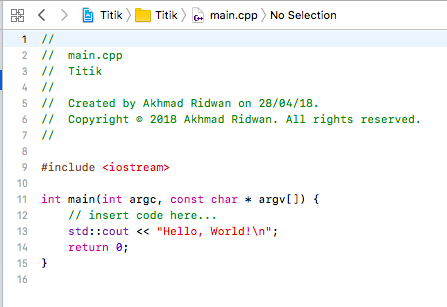 Titik Titik main.cpp No Selection
1 //
2 //  main.cpp
3 //  Titik
4 //
5 //  Created by Akhmad Ridwan on 28/04/18.
6 //  Copyright © 2018 Akhmad Ridwan. All rights reserved.
7 //
8
9 #include <iostream>
10
11 int main(int argc, const char * argv[]) {
12     // insert code here...
13     std::cout << "Hello, World!\n";
14     return 0;
15 }
16